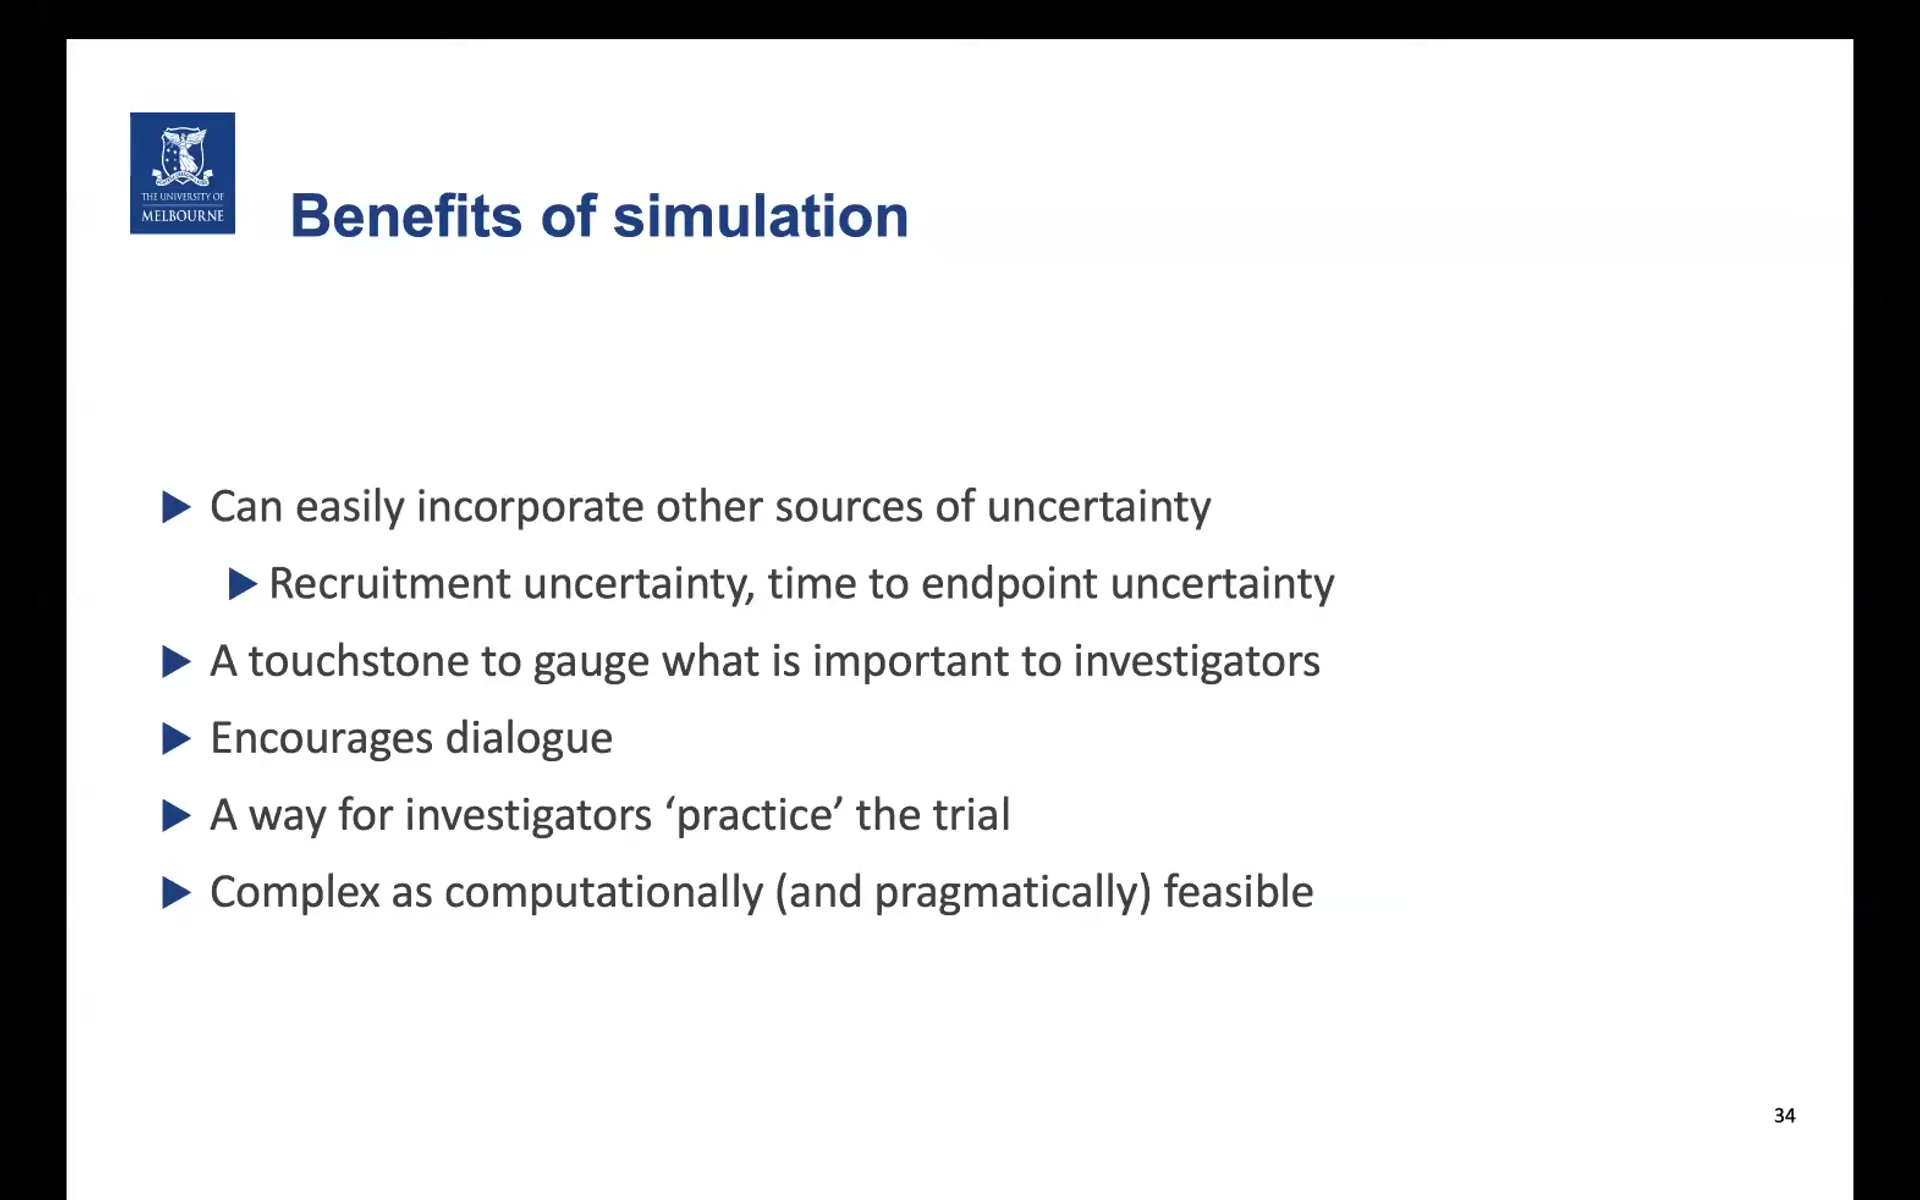 THE UNIVERSITY OF
MELBOURNE
Benefits of simulation
Can easily incorporate other sources of uncertainty
Recruitment uncertainty, time to endpoint uncertainty
A touchstone to gauge what is important to investigators
Encourages dialogue
A way for investigators ‘practice’ the trial
Complex as computationally (and pragmatically) feasible
34